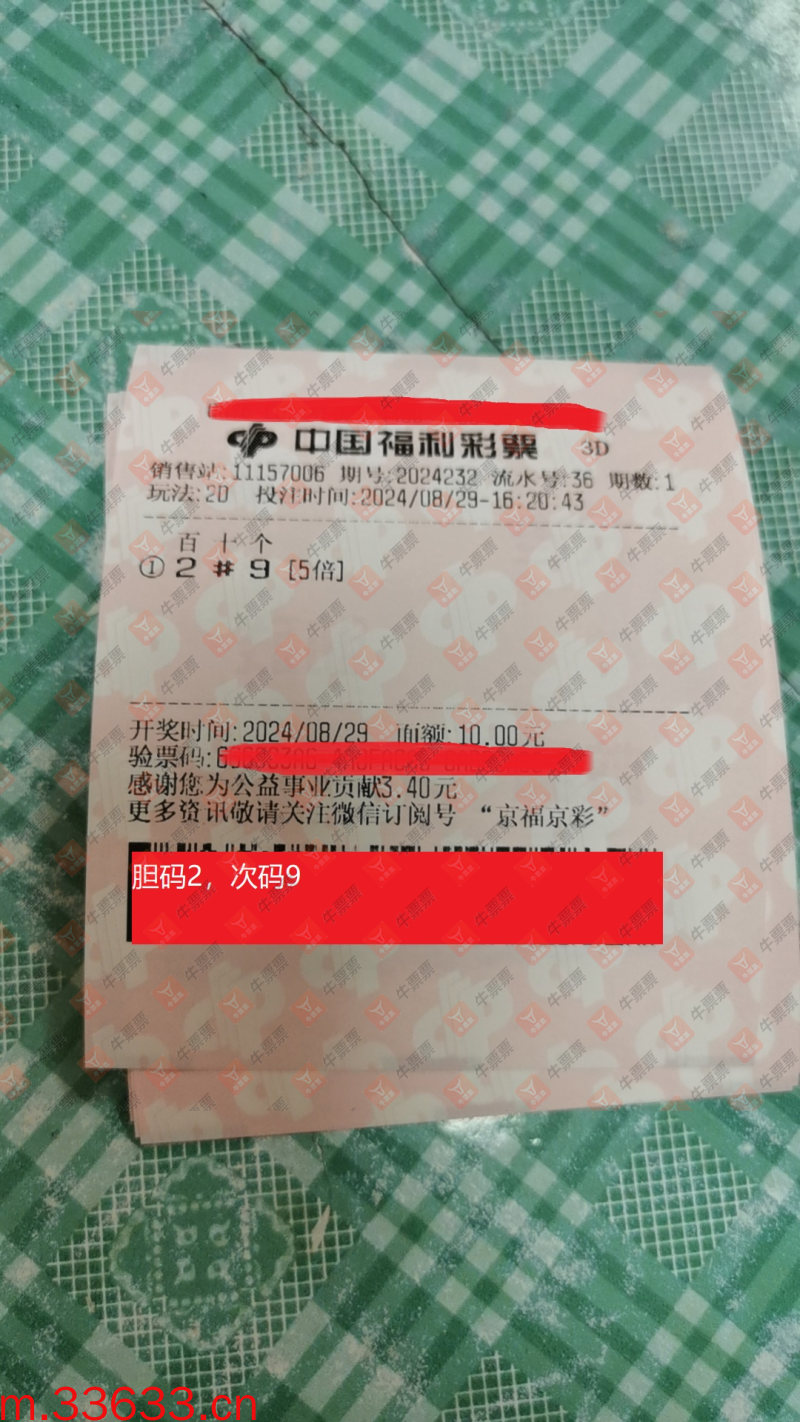 中国福利彩票 3D
销售站:11157006 期号:2024232 流水号:36 期数:1
玩法:2D 投注时间:2024/08/29-16:20:43
百 十 个
① 2 # 9 [5倍]
开奖时间:2024/08/29 面额:10.00元
验票码:6
感谢您为公益事业贡献3.40元
更多资讯敬请关注微信订阅号 “京福京彩”
胆码2，次码9
牛票票
m.33633.cn